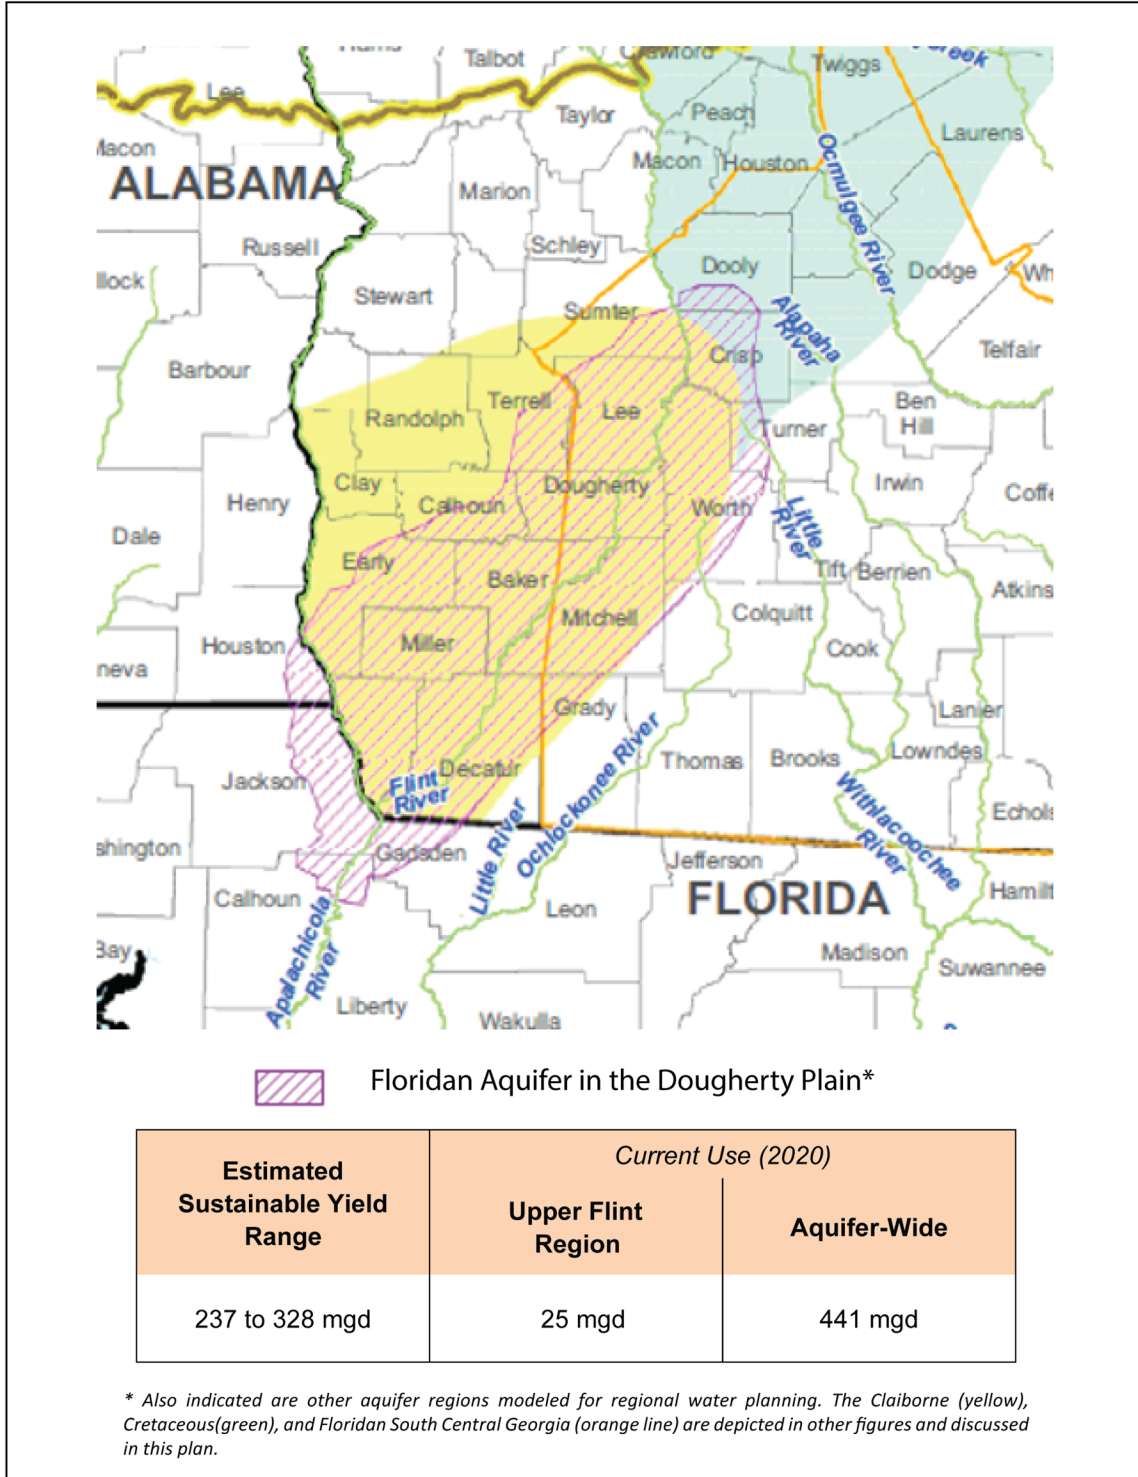 Talbot
Crawford
Creek
Twiggs
Lee
Taylor
Peach
Laurens
Macon
Macon
Houston
Ocmulgee River
ALABAMA
Marion
Russell
Schley
Dooly
Dodge
Wh
llock
Stewart
Sumter
Alapaha
River
Crisp
Telfair
Barbour
Randolph
Terrell
Lee
Ben
Hill
Turner
Clay
Calhoun
Dougherty
Irwin
Coffe
Henry
Worth
Little
River
Dale
Early
Baker
Tift
Berrien
Atkins
Mitchell
Colquitt
Houston
Miller
Cook
neva
Grady
Lanier
Thomas
Brooks
Lowndes
Jackson
Decatur
Flint
River
Ochlockonee River
Withlacoochee
River
Echols
shington
Gadsden
Little River
Jefferson
Calhoun
FLORIDA
Hamilt
Leon
Bay
Apalachicola
River
Madison
Suwannee
Liberty
Wakulla
Floridan Aquifer in the Dougherty Plain*
Estimated
Sustainable Yield
Range
Current Use (2020)
Upper Flint
Region
Aquifer-Wide
237 to 328 mgd
25 mgd
441 mgd
* Also indicated are other aquifer regions modeled for regional water planning. The Claiborne (yellow),
Cretaceous(green), and Floridan South Central Georgia (orange line) are depicted in other figures and discussed
in this plan.